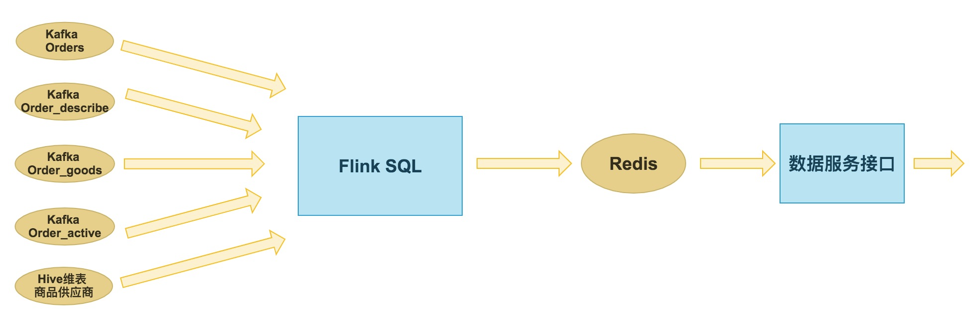 Kafka
Orders
Kafka
Order_describe
Kafka
Order_goods
Kafka
Order_active
Hive维表
商品供应商
Flink SQL
Redis
数据服务接口